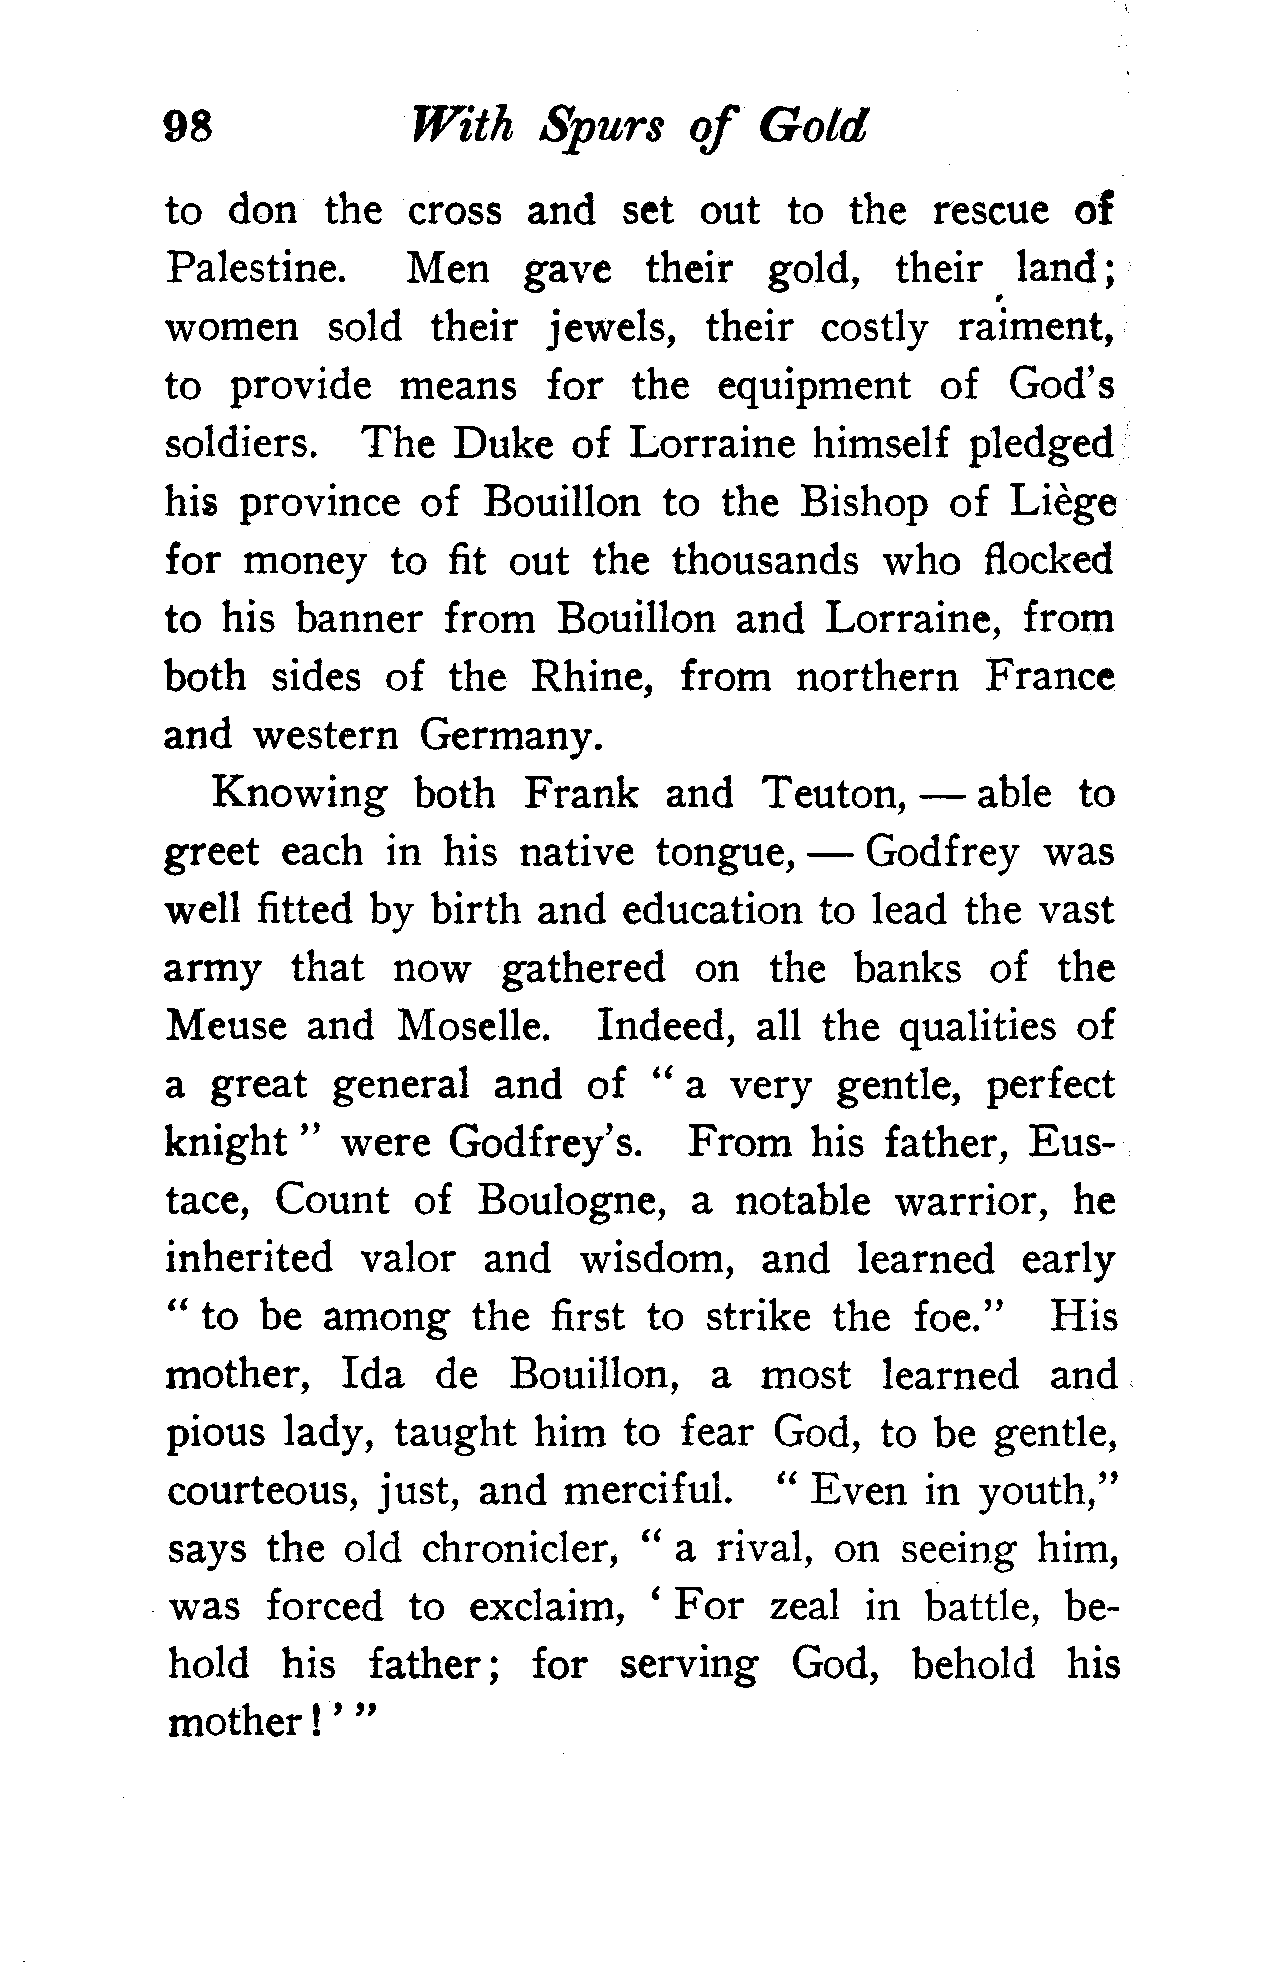 98 With Spurs of Gold
to don the cross and set out to the rescue of
Palestine. Men gave their gold, their land;
women sold their jewels, their costly raiment,
to provide means for the equipment of God's
soldiers. The Duke of Lorraine himself pledged
his province of Bouillon to the Bishop of Liège
for money to fit out the thousands who flocked
to his banner from Bouillon and Lorraine, from
both sides of the Rhine, from northern France
and western Germany.
Knowing both Frank and Teuton, — able to
greet each in his native tongue, — Godfrey was
well fitted by birth and education to lead the vast
army that now gathered on the banks of the
Meuse and Moselle. Indeed, all the qualities of
a great general and of “ a very gentle, perfect
knight ” were Godfrey's. From his father, Eus-
tace, Count of Boulogne, a notable warrior, he
inherited valor and wisdom, and learned early
“ to be among the first to strike the foe.” His
mother, Ida de Bouillon, a most learned and
pious lady, taught him to fear God, to be gentle,
courteous, just, and merciful. “ Even in youth,”
says the old chronicler, “ a rival, on seeing him,
was forced to exclaim, ‘ For zeal in battle, be-
hold his father; for serving God, behold his
mother ! ’ ”